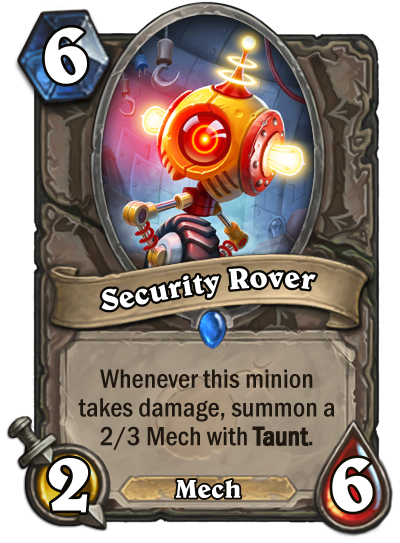 6
Security Rover
Whenever this minion
takes damage, summon a
2/3 Mech with Taunt.
2
Mech
6